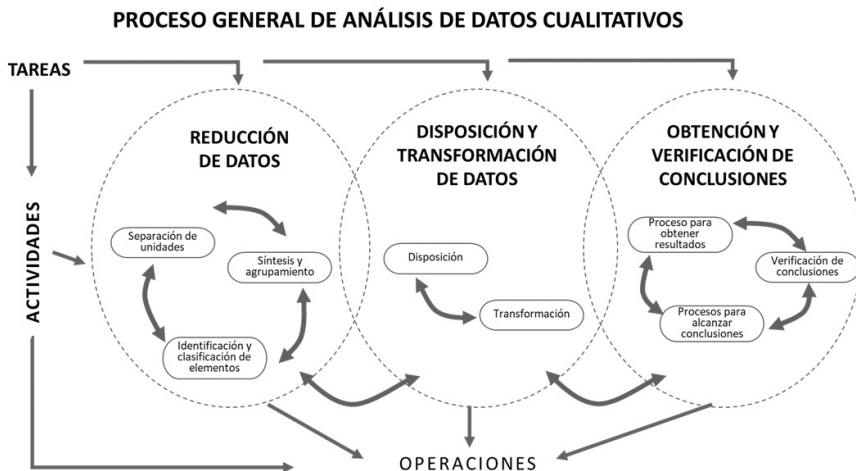 PROCESO GENERAL DE ANÁLISIS DE DATOS CUALITATIVOS
TAREAS
ACTIVIDADES
REDUCCIÓN
DE DATOS
Separación de
unidades
Síntesis y
agrupamiento
Identificación y
clasificación de
elementos
DISPOSICIÓN Y
TRANSFORMACIÓN
DE DATOS
Disposición
Transformación
OBTENCIÓN Y
VERIFICACIÓN DE
CONCLUSIONES
Proceso para
obtener
resultados
Verificación de
conclusiones
Procesos para
alcanzar
conclusiones
OPERACIONES